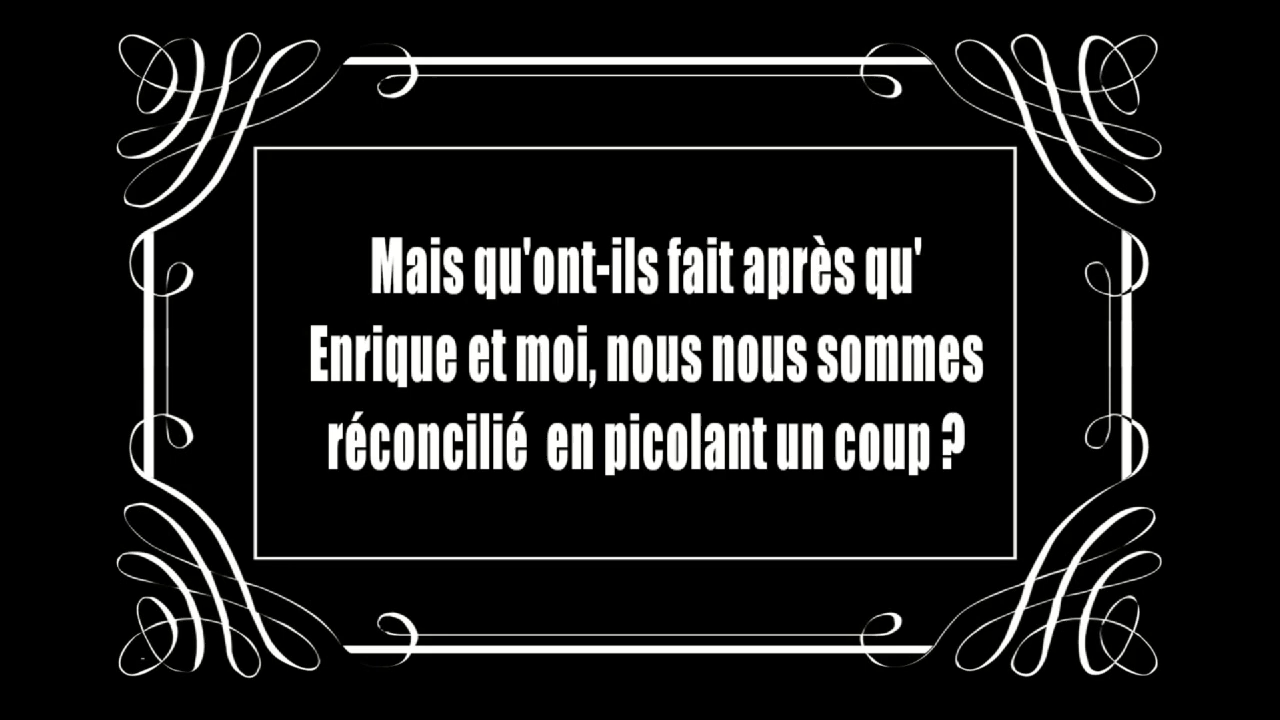 Mais qu'ont-ils fait après qu'
Enrique et moi, nous nous sommes
réconcilié en picolant un coup ?